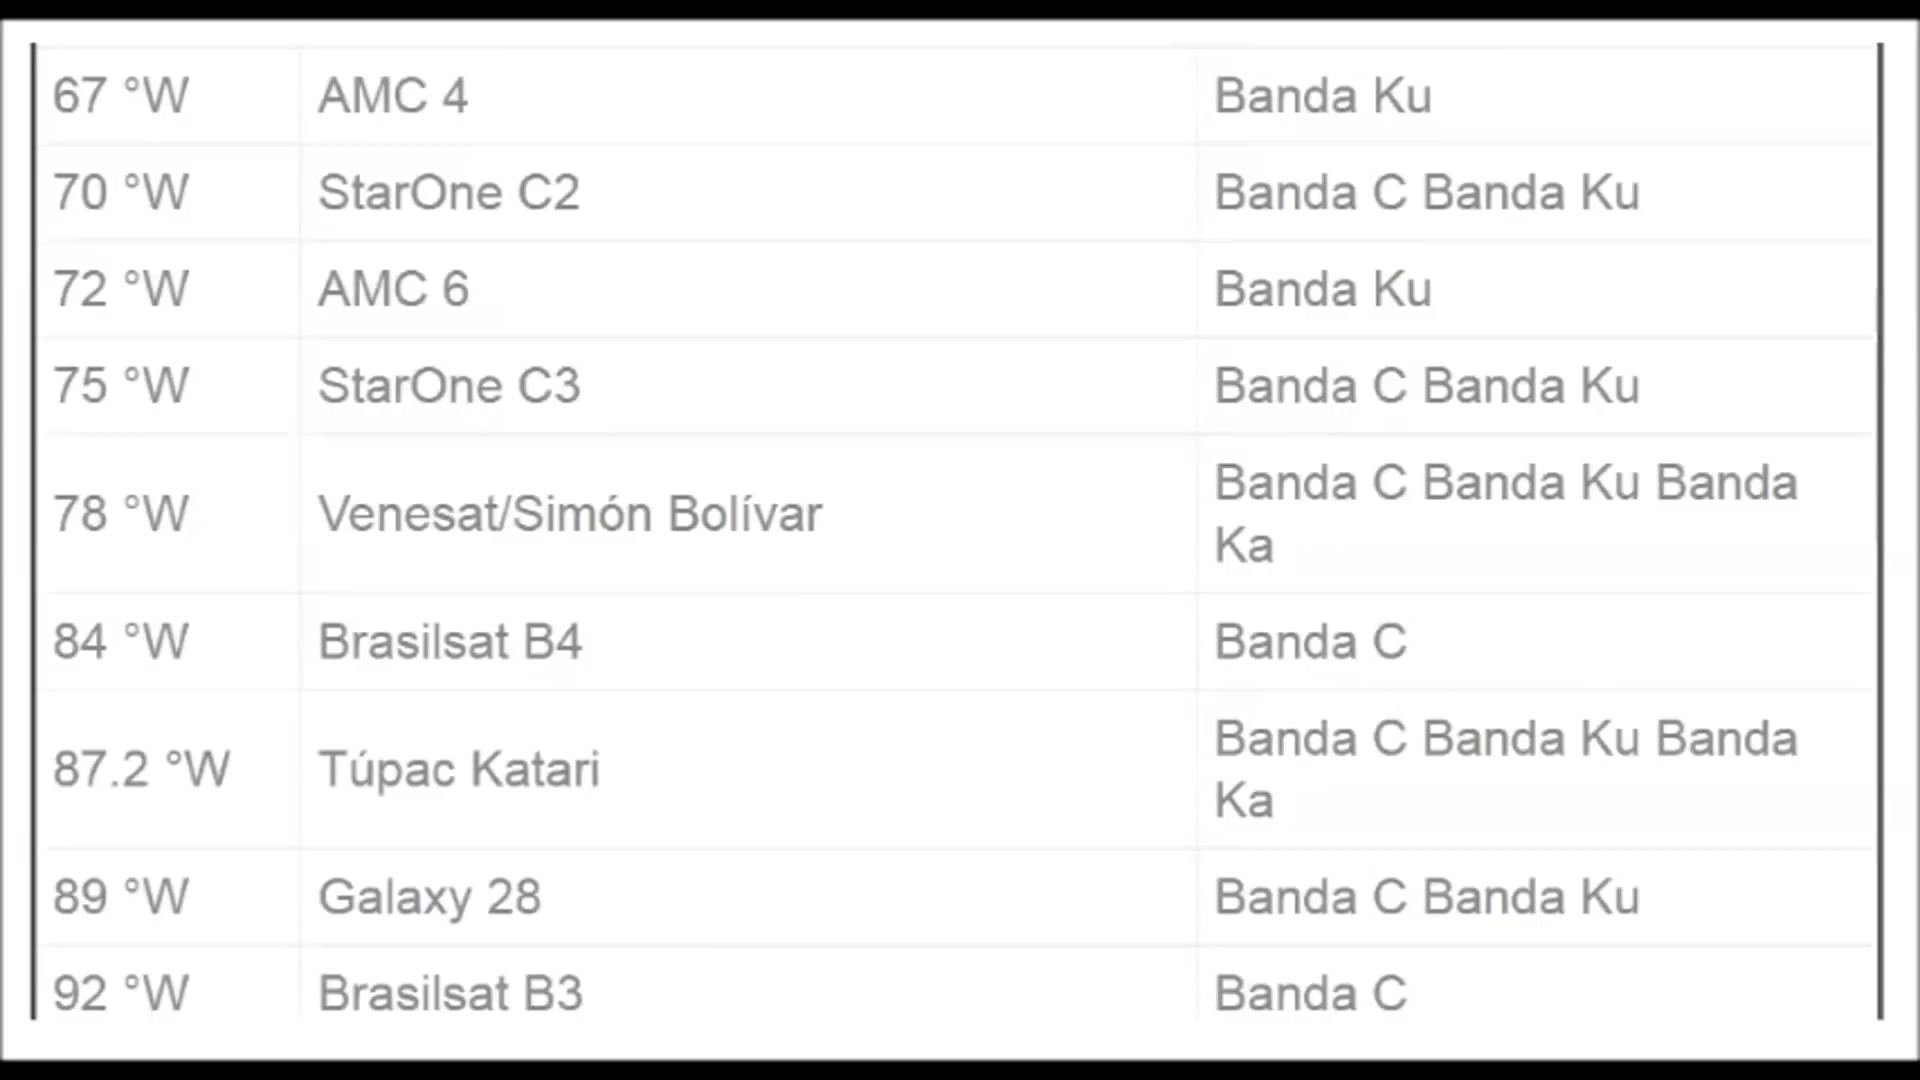 67 °W AMC 4 Banda Ku
70 °W StarOne C2 Banda C Banda Ku
72 °W AMC 6 Banda Ku
75 °W StarOne C3 Banda C Banda Ku
78 °W Venesat/Simón Bolívar Banda C Banda Ku Banda
Ka
84 °W Brasilsat B4 Banda C
87.2 °W Túpac Katari Banda C Banda Ku Banda
Ka
89 °W Galaxy 28 Banda C Banda Ku
92 °W Brasilsat B3 Banda C